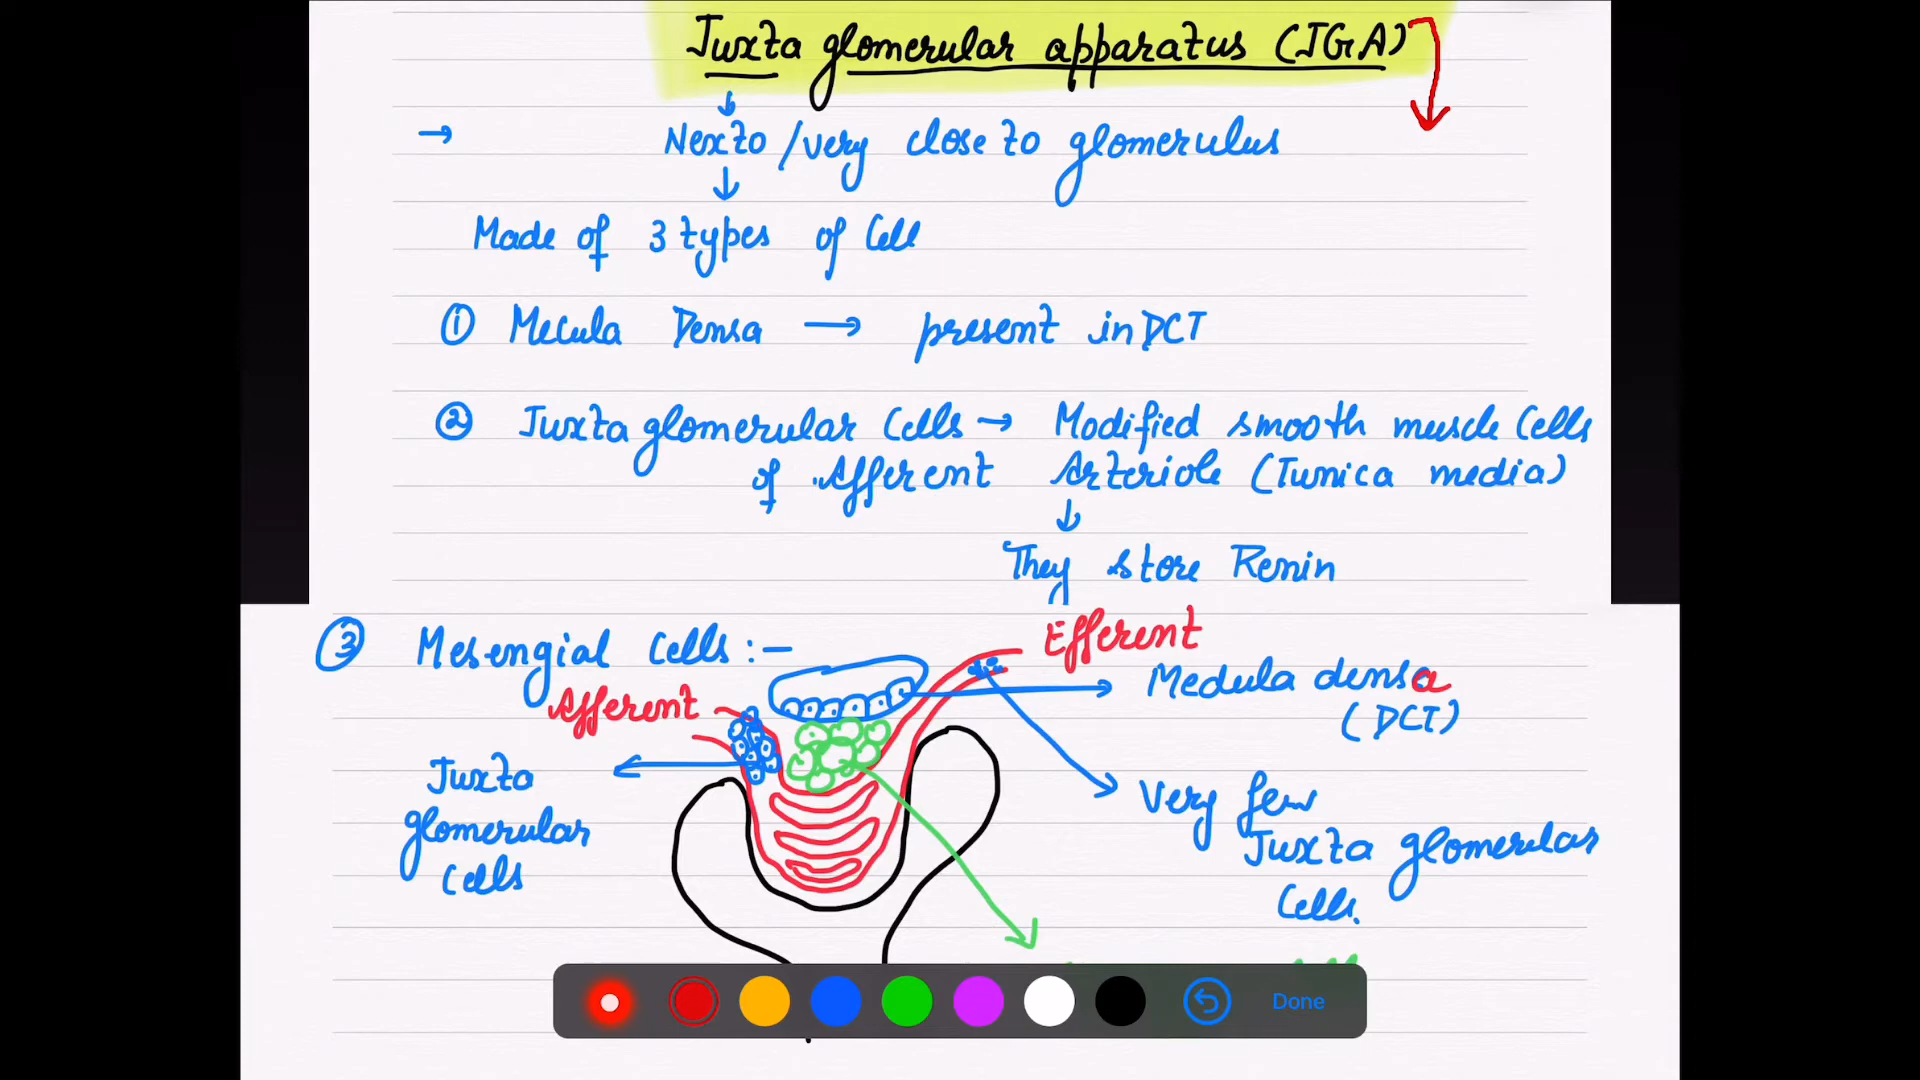 Juxta glomerular apparatus (JGA)
→ Nexto / very close to glomerulus
Made of 3 types of Cell
① Mecula Densa → present in DCT
② Juxta glomerular Cells → Modified smooth muscle Cells
of Afferent Arteriole (Tunica media)
They store Renin
③ Mesengial Cells :-
Efferent
Afferent
Medula densa
(DCT)
Juxta
glomerular
Cells
Very few
Juxta glomerular
Cells.
Done